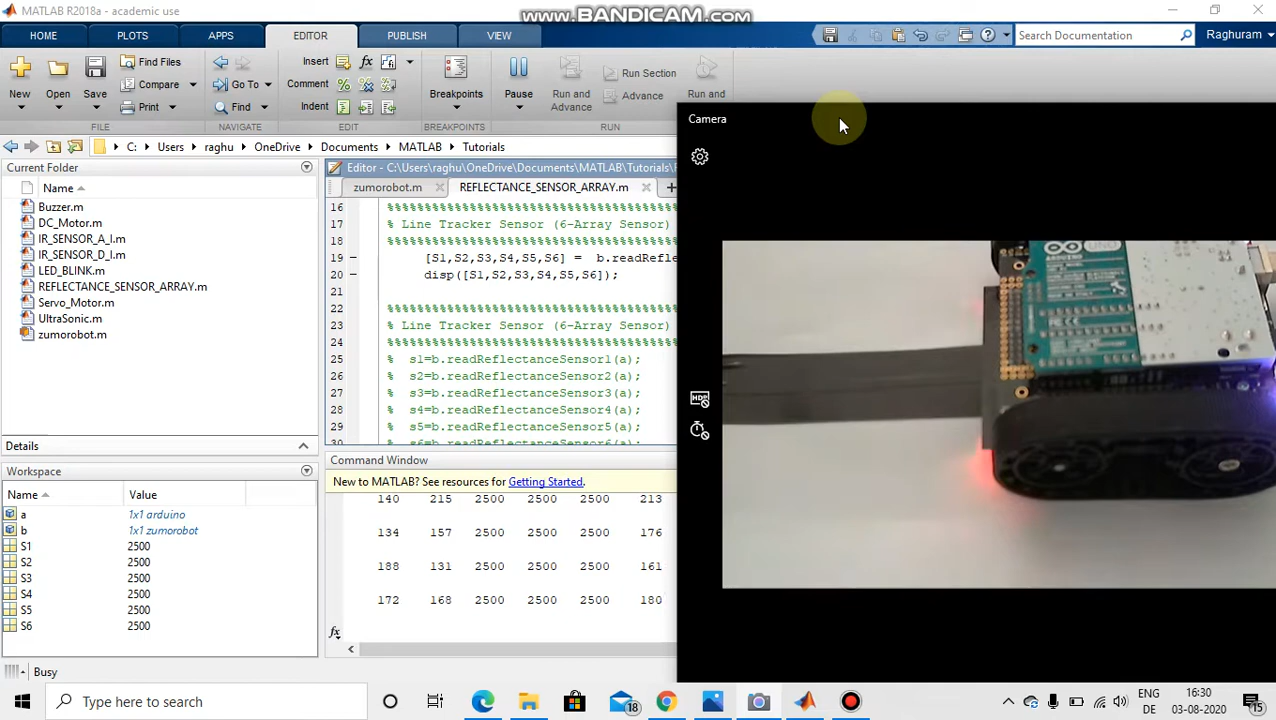 MATLAB R2018a - academic use
www.BANDICAM.com
HOME PLOTS APPS EDITOR PUBLISH VIEW
Search Documentation
Raghuram
New Open Save
Find Files
Compare
Print
Go To
Find
Insert
Comment
Indent
Breakpoints
Pause
Run and
Advance
Run Section
Advance
Run and
FILE NAVIGATE EDIT BREAKPOINTS RUN
C: Users raghu OneDrive Documents MATLAB Tutorials
Current Folder
Name
Buzzer.m
DC_Motor.m
IR_SENSOR_A_I.m
IR_SENSOR_D_I.m
LED_BLINK.m
REFLECTANCE_SENSOR_ARRAY.m
Servo_Motor.m
UltraSonic.m
zumorobot.m
Details
Workspace
Name Value
a 1x1 arduino
b 1x1 zumorobot
S1 2500
S2 2500
S3 2500
S4 2500
S5 2500
S6 2500
Editor - C:\Users\raghu\OneDrive\Documents\MATLAB\Tutorials\
zumorobot.m REFLECTANCE_SENSOR_ARRAY.m
16 %%%%%%%%%%%%%%%%%%%%%%%%%%%%%%%%%%
17 % Line Tracker Sensor (6-Array Sensor)
18 %%%%%%%%%%%%%%%%%%%%%%%%%%%%%%%%%%
19 [S1,S2,S3,S4,S5,S6] = b.readRefle
20 disp([S1,S2,S3,S4,S5,S6]);
21
22 %%%%%%%%%%%%%%%%%%%%%%%%%%%%%%%%%%
23 % Line Tracker Sensor (6-Array Sensor)
24 %%%%%%%%%%%%%%%%%%%%%%%%%%%%%%%%%%
25 % s1=b.readReflectanceSensor1(a);
26 % s2=b.readReflectanceSensor2(a);
27 % s3=b.readReflectanceSensor3(a);
28 % s4=b.readReflectanceSensor4(a);
29 % s5=b.readReflectanceSensor5(a);
30 % s6=b.readReflectanceSensor6(a);
Command Window
New to MATLAB? See resources for Getting Started.
140 215 2500 2500 2500 213
134 157 2500 2500 2500 176
188 131 2500 2500 2500 161
172 168 2500 2500 2500 180
fx
Camera
HDR
Busy
Type here to search
18
ENG
DE
16:30
03-08-2020
15